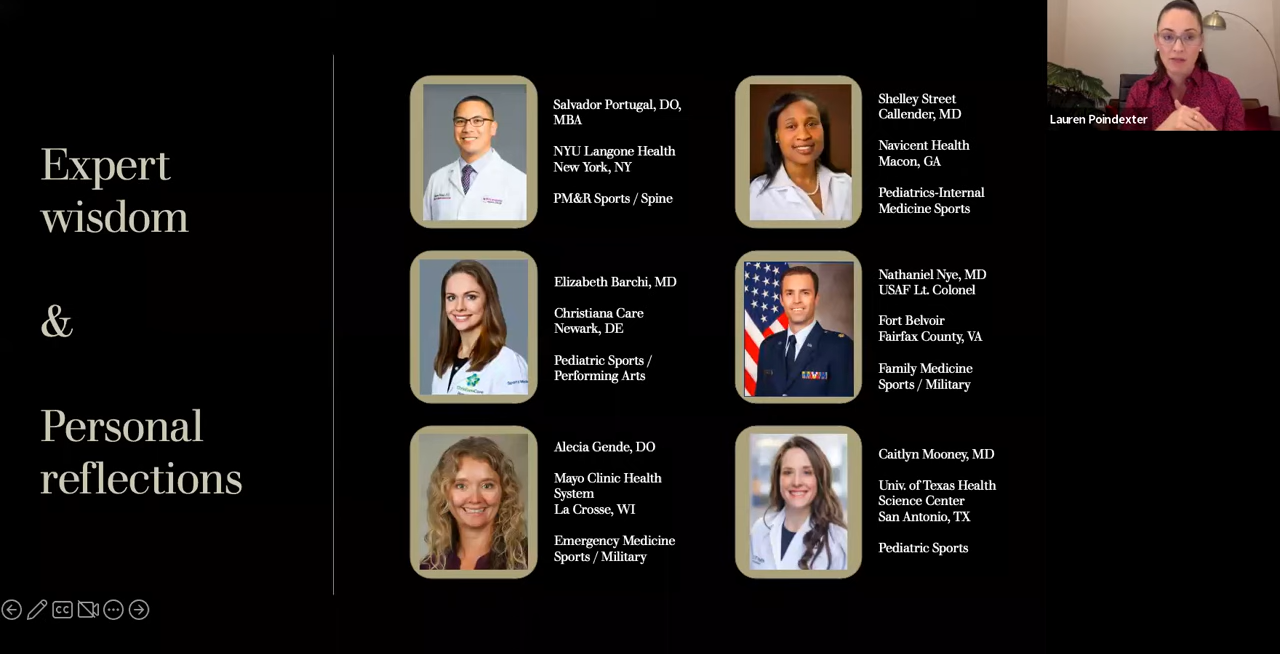 Expert
wisdom
&
Personal
reflections
Salvador Portugal, DO,
MBA
NYU Langone Health
New York, NY
PM&R Sports / Spine
Shelley Street
Callender, MD
Navicent Health
Macon, GA
Pediatrics-Internal
Medicine Sports
Elizabeth Barchi, MD
Christiana Care
Newark, DE
Pediatric Sports /
Performing Arts
Nathaniel Nye, MD
USAF Lt. Colonel
Fort Belvoir
Fairfax County, VA
Family Medicine
Sports / Military
Alecia Gende, DO
Mayo Clinic Health
System
La Crosse, WI
Emergency Medicine
Sports / Military
Caitlyn Mooney, MD
Univ. of Texas Health
Science Center
San Antonio, TX
Pediatric Sports
Lauren Poindexter
CC